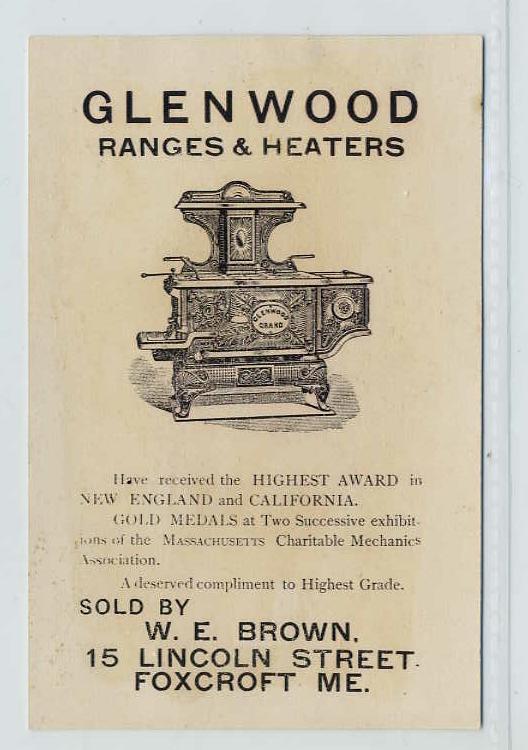 GLENWOOD
RANGES & HEATERS
GLENWOOD
GRAND
Have received the HIGHEST AWARD in
NEW ENGLAND and CALIFORNIA.
GOLD MEDALS at Two Successive exhibit-
ions of the MASSACHUSETTS Charitable Mechanics
Association.
A deserved compliment to Highest Grade.
SOLD BY
W. E. BROWN,
15 LINCOLN STREET.
FOXCROFT ME.